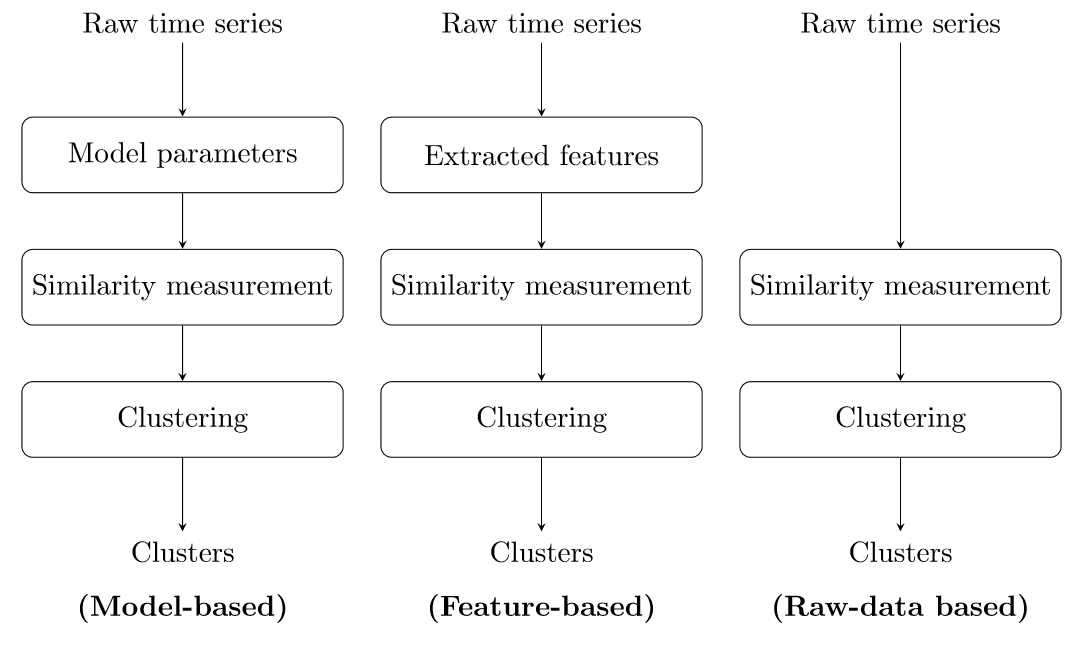 Raw time series
Model parameters
Similarity measurement
Clustering
Clusters
(Model-based)
Raw time series
Extracted features
Similarity measurement
Clustering
Clusters
(Feature-based)
Raw time series
Similarity measurement
Clustering
Clusters
(Raw-data based)